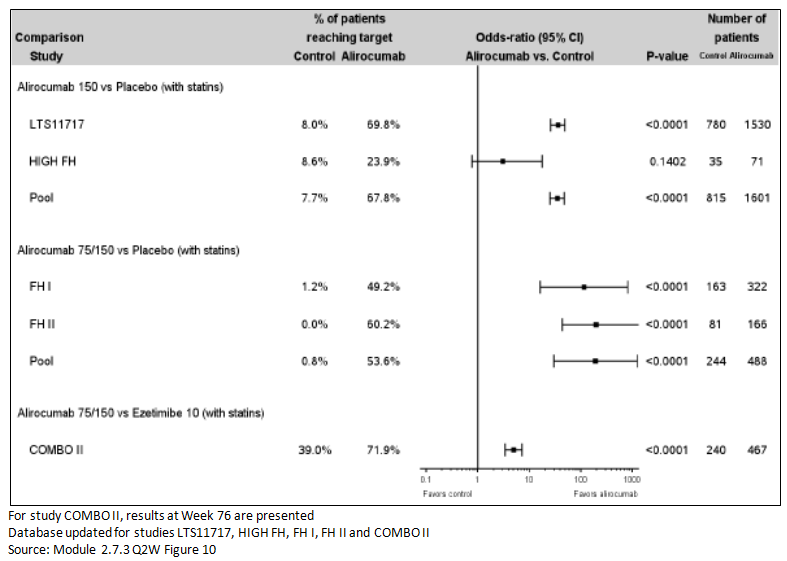 % of patients Number of
Comparison reaching target Odds-ratio (95% CI) patients
Study Control Alirocumab Alirocumab vs. Control P-value Control Alirocumab
Alirocumab 150 vs Placebo (with statins)
LTS11717 8.0% 69.8% <0.0001 780 1530
HIGH FH 8.6% 23.9% 0.1402 35 71
Pool 7.7% 67.8% <0.0001 815 1601
Alirocumab 75/150 vs Placebo (with statins)
FH I 1.2% 49.2% <0.0001 163 322
FH II 0.0% 60.2% <0.0001 81 166
Pool 0.8% 53.6% <0.0001 244 488
Alirocumab 75/150 vs Ezetimibe 10 (with statins)
COMBO II 39.0% 71.9% <0.0001 240 467
0.1 1 10 100 1000
Favors control Favors alirocumab
For study COMBO II, results at Week 76 are presented
Database updated for studies LTS11717, HIGH FH, FH I, FH II and COMBO II
Source: Module 2.7.3 Q2W Figure 10